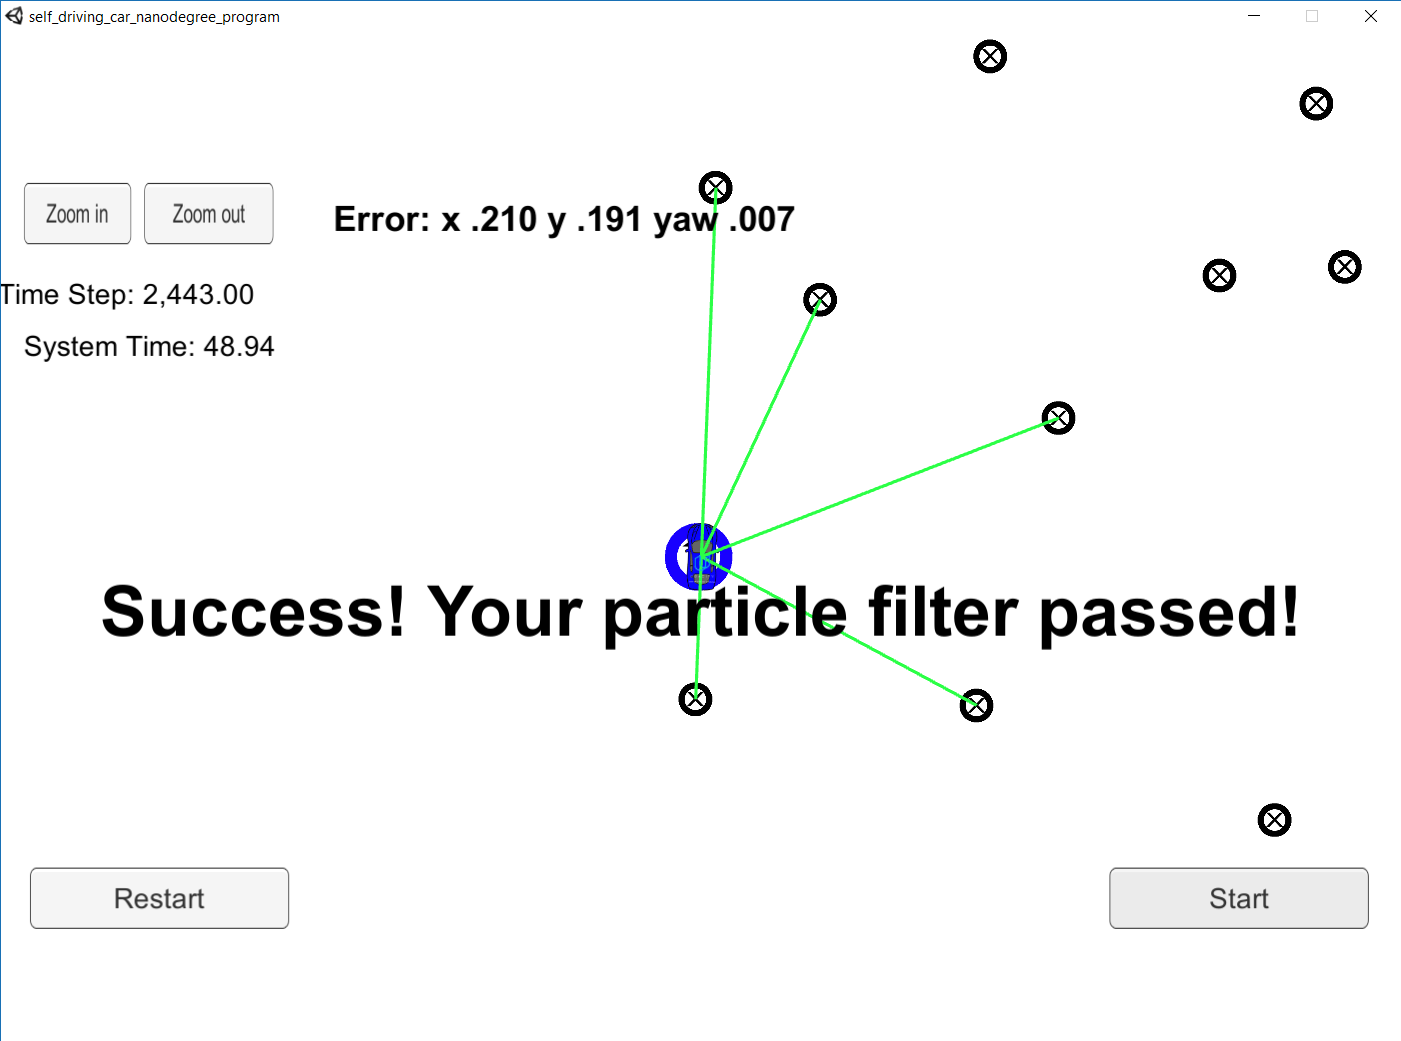 self_driving_car_nanodegree_program
Zoom in
Zoom out
Error: x .210 y .191 yaw .007
Time Step: 2,443.00
System Time: 48.94
Success! Your particle filter passed!
Restart
Start